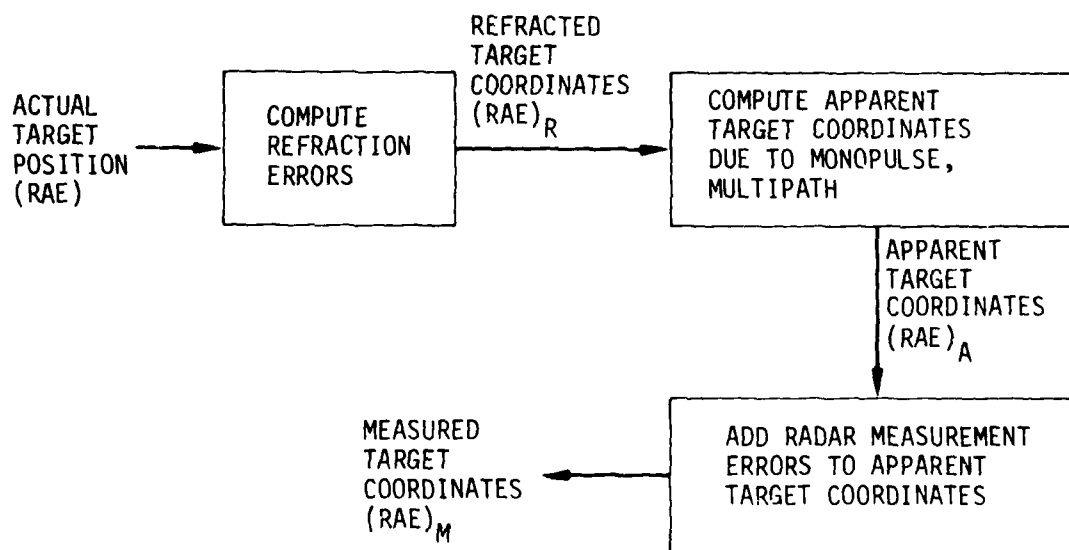 ACTUAL
TARGET
POSITION
(RAE)
COMPUTE
REFRACTION
ERRORS
REFRACTED
TARGET
COORDINATES
(RAE)R
COMPUTE APPARENT
TARGET COORDINATES
DUE TO MONOPULSE,
MULTIPATH
APPARENT
TARGET
COORDINATES
(RAE)A
ADD RADAR MEASUREMENT
ERRORS TO APPARENT
TARGET COORDINATES
MEASURED
TARGET
COORDINATES
(RAE)M